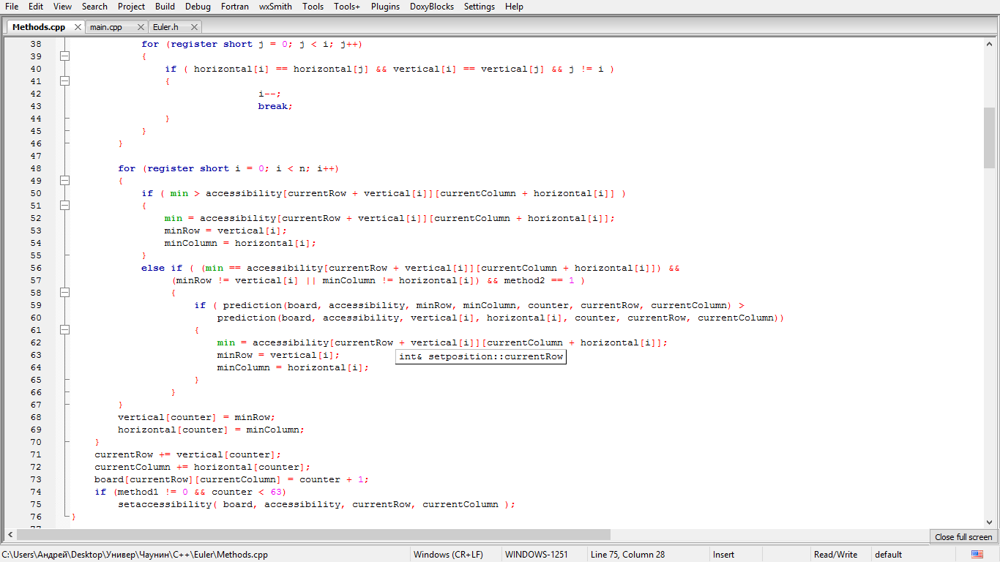 File Edit View Search Project Build Debug Fortran wxSmith Tools Tools+ Plugins DoxyBlocks Settings Help
Methods.cpp main.cpp Euler.h
38 for (register short j = 0; j < i; j++)
39 {
40 if ( horizontal[i] == horizontal[j] && vertical[i] == vertical[j] && j != i )
41 {
42 i--;
43 break;
44 }
45 }
46 }
47
48 for (register short i = 0; i < n; i++)
49 {
50 if ( min > accessibility[currentRow + vertical[i]][currentColumn + horizontal[i]] )
51 {
52 min = accessibility[currentRow + vertical[i]][currentColumn + horizontal[i]];
53 minRow = vertical[i];
54 minColumn = horizontal[i];
55 }
56 else if ( (min == accessibility[currentRow + vertical[i]][currentColumn + horizontal[i]]) &&
57 (minRow != vertical[i] || minColumn != horizontal[i]) && method2 == 1 )
58 {
59 if ( prediction(board, accessibility, minRow, minColumn, counter, currentRow, currentColumn) >
60 prediction(board, accessibility, vertical[i], horizontal[i], counter, currentRow, currentColumn))
61 {
62 min = accessibility[currentRow + vertical[i]][currentColumn + horizontal[i]];
63 minRow = vertical[i];
int& setposition::currentRow
64 minColumn = horizontal[i];
65 }
66 }
67 }
68 vertical[counter] = minRow;
69 horizontal[counter] = minColumn;
70 }
71 currentRow += vertical[counter];
72 currentColumn += horizontal[counter];
73 board[currentRow][currentColumn] = counter + 1;
74 if (method1 != 0 && counter < 63)
75 setaccessibility( board, accessibility, currentRow, currentColumn );
76 }
Close full screen
C:\Users\Андрей\Desktop\Универ\Чаунин\C++\Euler\Methods.cpp Windows (CR+LF) WINDOWS-1251 Line 75, Column 28 Insert Read/Write default